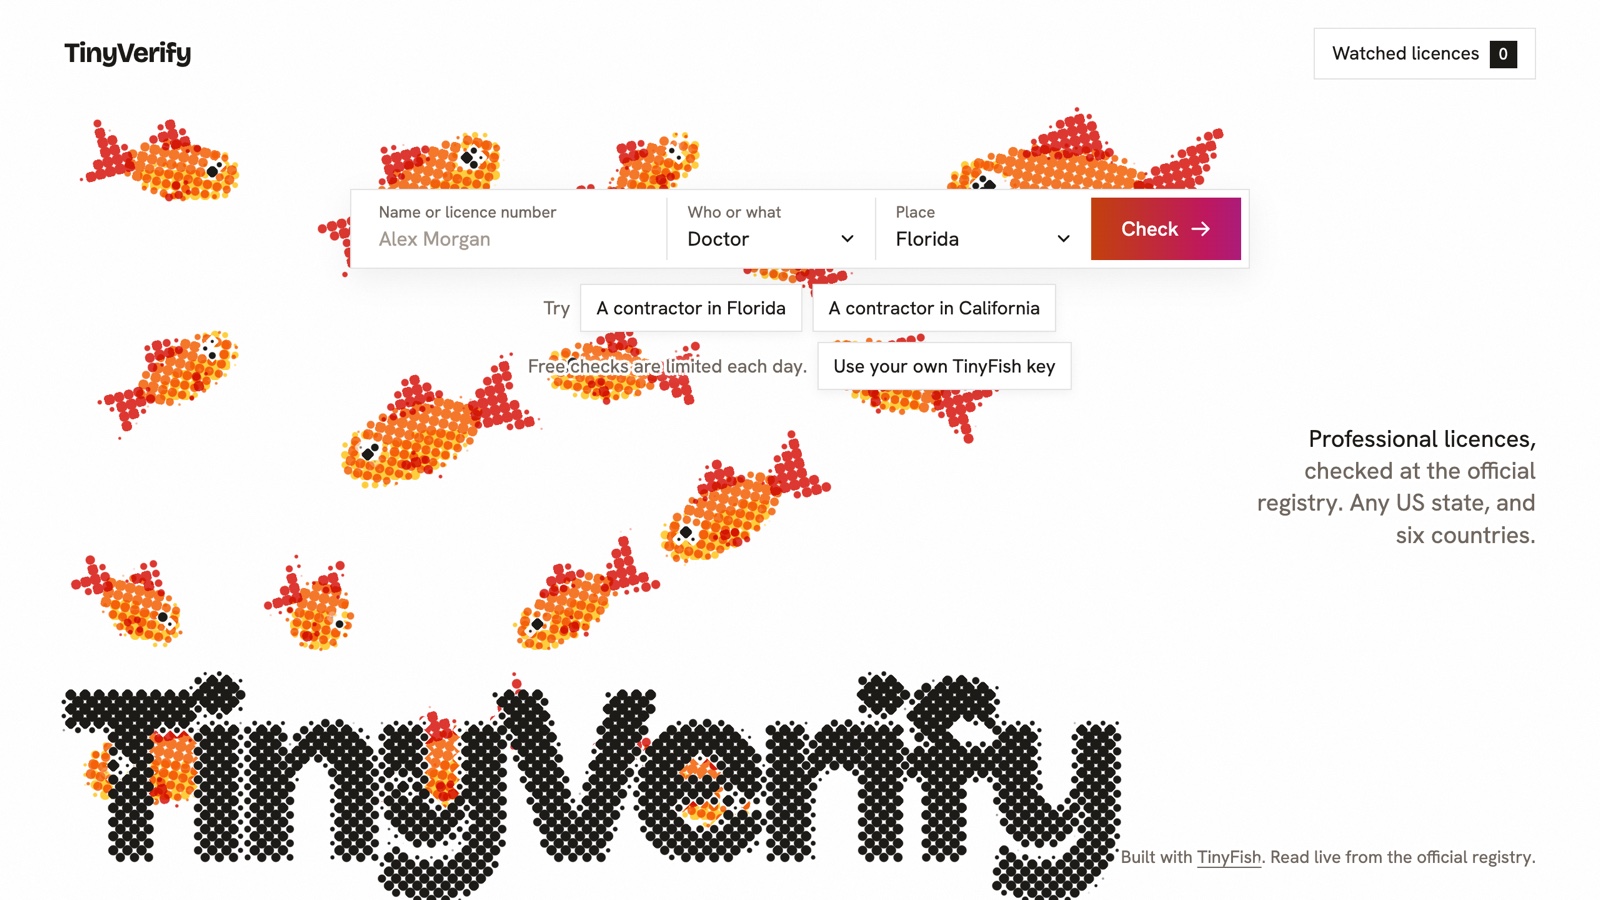 TinyVerify
Watched licences 0
Name or licence number
Alex Morgan
Who or what
Doctor
Place
Florida
Check
Try A contractor in Florida A contractor in California
Free checks are limited each day. Use your own TinyFish key
Professional licences,
checked at the official
registry. Any US state, and
six countries.
TinyVerify
Built with TinyFish. Read live from the official registry.